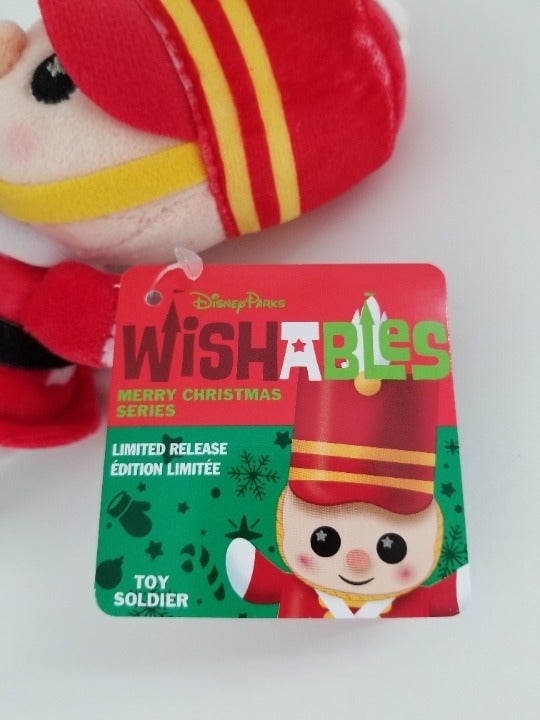 Disney Parks
WiSHABLes
MERRY CHRISTMAS
SERIES
LIMITED RELEASE
ÉDITION LIMITÉE
TOY
SOLDIER